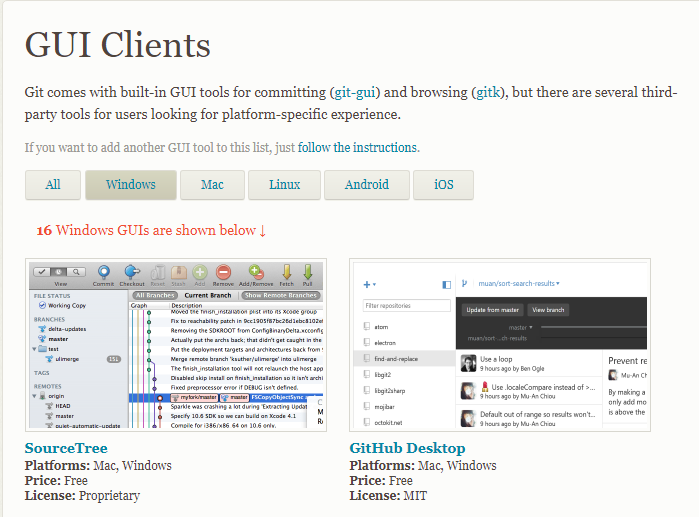 GUI Clients
Git comes with built-in GUI tools for committing (git-gui) and browsing (gitk), but there are several third-
party tools for users looking for platform-specific experience.
If you want to add another GUI tool to this list, just follow the instructions.
All
Windows
Mac
Linux
Android
iOS
16 Windows GUIs are shown below ↓
View
Commit
Checkout
Reset
Stash
Add
Remove
Add/Remove
Fetch
Pull
FILE STATUS
Working Copy
BRANCHES
delta-updates
master
test
ulimerge
151
TAGS
REMOTES
origin
HEAD
master
quiet-automatic-update
All Branches
Current Branch
Show Remote Branches
Graph
Description
Moved the finish_installation plist into its Xcode group
Fix to reachability patch in
Removing the SDKROOT from ConfigBinaryDelta.xcconfig
Actually put the archs back; that didn't get caught in the
Put the deployment targets and architectures back from
Merge remote branch 'ksuther/ulimerge' into ulimerge
The finish_installation tool will not relaunch the host app
Disabled skip install on finish_installation so it isn't archi
Fixed preprocessor error if DEBUG isn't defined.
myfork/master
master
FSCopyObjectSync
Sparkle was crashing a lot during 'Extracting Updat
Specify 10.6 SDK so we can build on Xcode 4.1
Compile for i386/x86_64 on 10.6 only.
muan/sort-search-results
Filter repositories
atom
electron
find-and-replace
libgit2
libgit2sharp
mojibar
octokit.net
Update from master
View branch
master
muan/sort-...ch-results
Use a loop
9 hours ago by Ben Ogle
Use .localeCompare instead of >...
9 hours ago by Mu-An Chiou
Default out of range so results won't...
9 hours ago by Mu-An Chiou
Prevent re
Mu-An
By making a
only add mo
is above the
SourceTree
Platforms: Mac, Windows
Price: Free
License: Proprietary
GitHub Desktop
Platforms: Mac, Windows
Price: Free
License: MIT